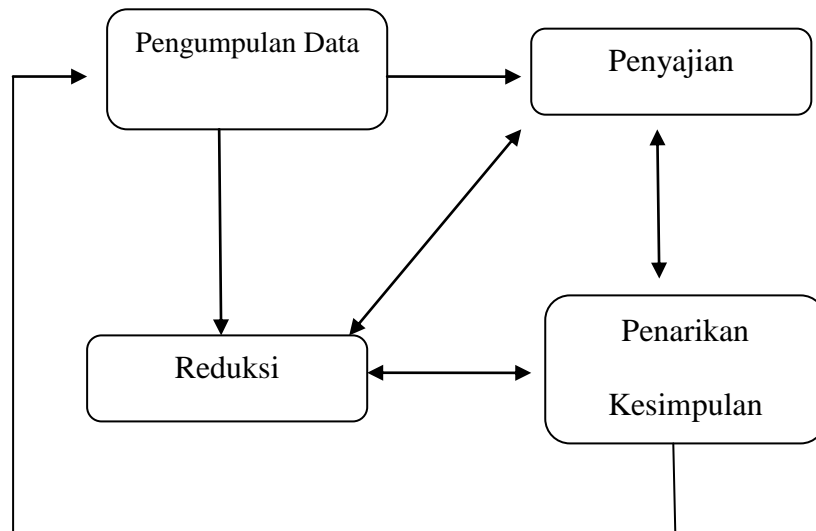 Pengumpulan Data
Penyajian
Reduksi
Penarikan
Kesimpulan